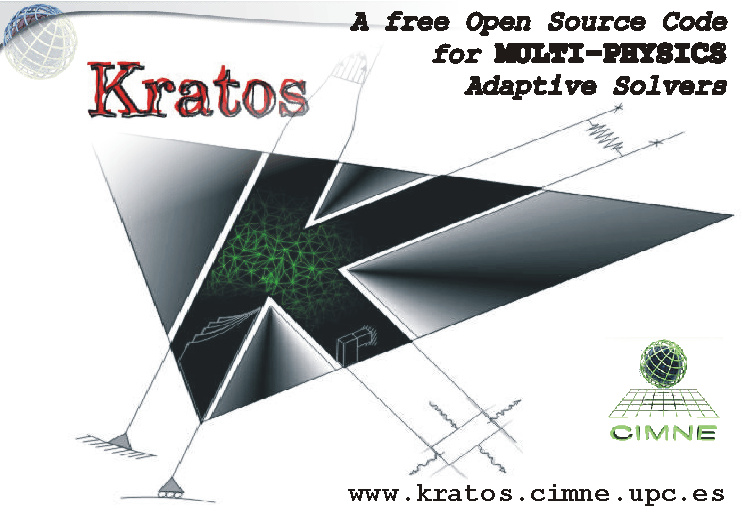 A free Open Source Code
for MULTI-PHYSICS
Adaptive Solvers
Kratos
CIMNE
www.kratos.cimne.upc.es